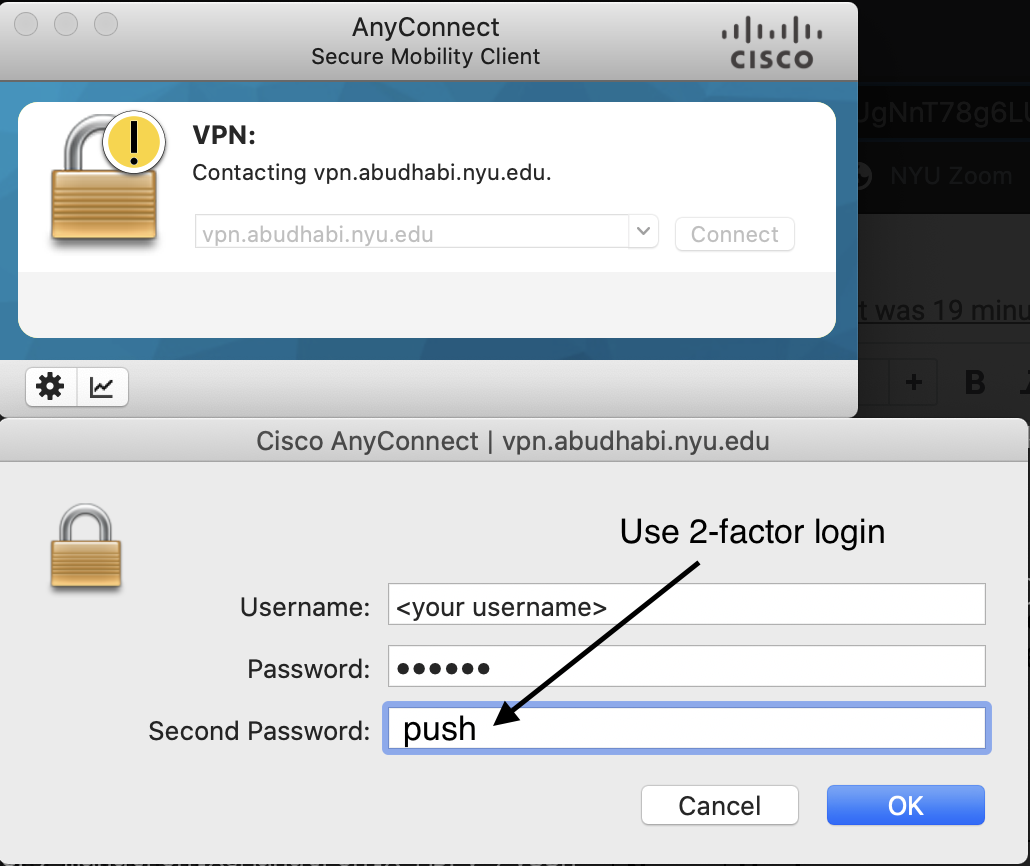 AnyConnect
Secure Mobility Client
CISCO
VPN:
Contacting vpn.abudhabi.nyu.edu.
vpn.abudhabi.nyu.edu
Connect
JgNnT78g6LU
NYU Zoom
t was 19 minu
+ B
Cisco AnyConnect | vpn.abudhabi.nyu.edu
Use 2-factor login
Username: <your username>
Password: ●●●●●●
Second Password: push
Cancel
OK